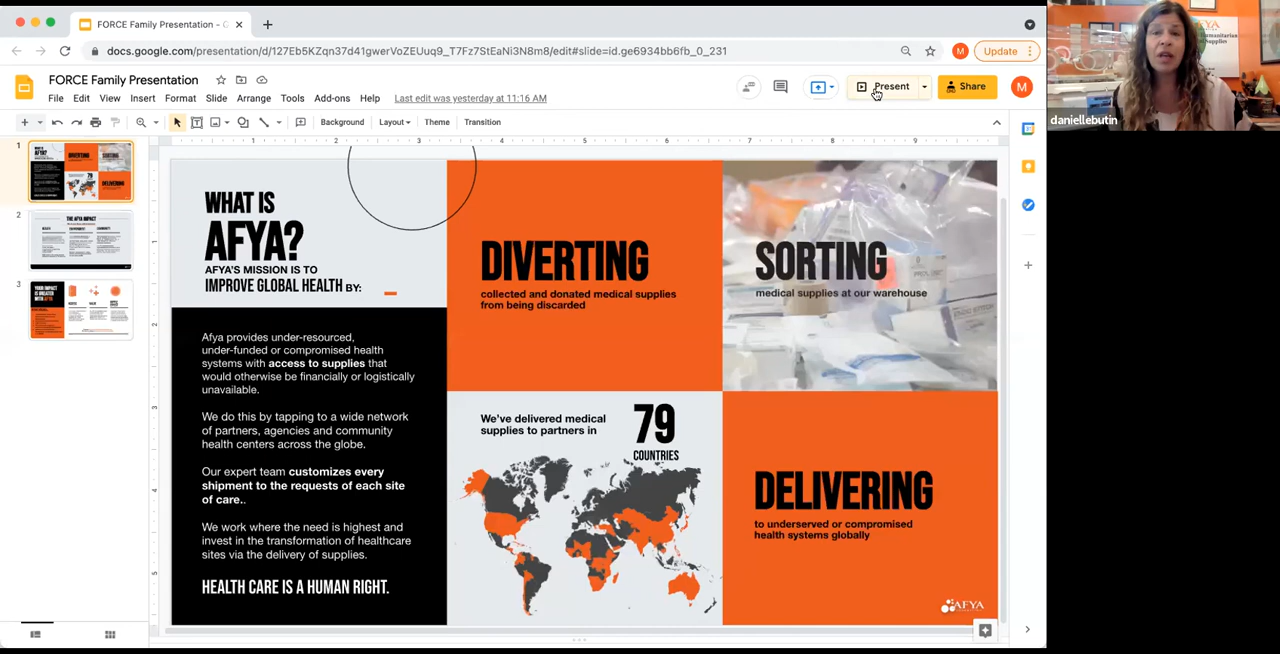 FORCE Family Presentation - G
docs.google.com/presentation/d/127Eb5KZqn37d41gwerVoZEUuq9_T7Fz7StEaNi3N8m8/edit#slide=id.ge6934bb6fb_0_231
M
Update
FORCE Family Presentation
File Edit View Insert Format Slide Arrange Tools Add-ons Help Last edit was yesterday at 11:16 AM
Present
Share
M
Background Layout Theme Transition
daniellebutin
1
2
3
WHAT IS
AFYA?
AFYA'S MISSION IS TO
IMPROVE GLOBAL HEALTH BY:
Afya provides under-resourced,
under-funded or compromised health
systems with access to supplies that
would otherwise be financially or logistically
unavailable.
We do this by tapping to a wide network
of partners, agencies and community
health centers across the globe.
Our expert team customizes every
shipment to the requests of each site
of care..
We work where the need is highest and
invest in the transformation of healthcare
sites via the delivery of supplies.
HEALTH CARE IS A HUMAN RIGHT.
DIVERTING
collected and donated medical supplies
from being discarded
SORTING
medical supplies at our warehouse
We've delivered medical
supplies to partners in
79
COUNTRIES
DELIVERING
to underserved or compromised
health systems globally
AFYA